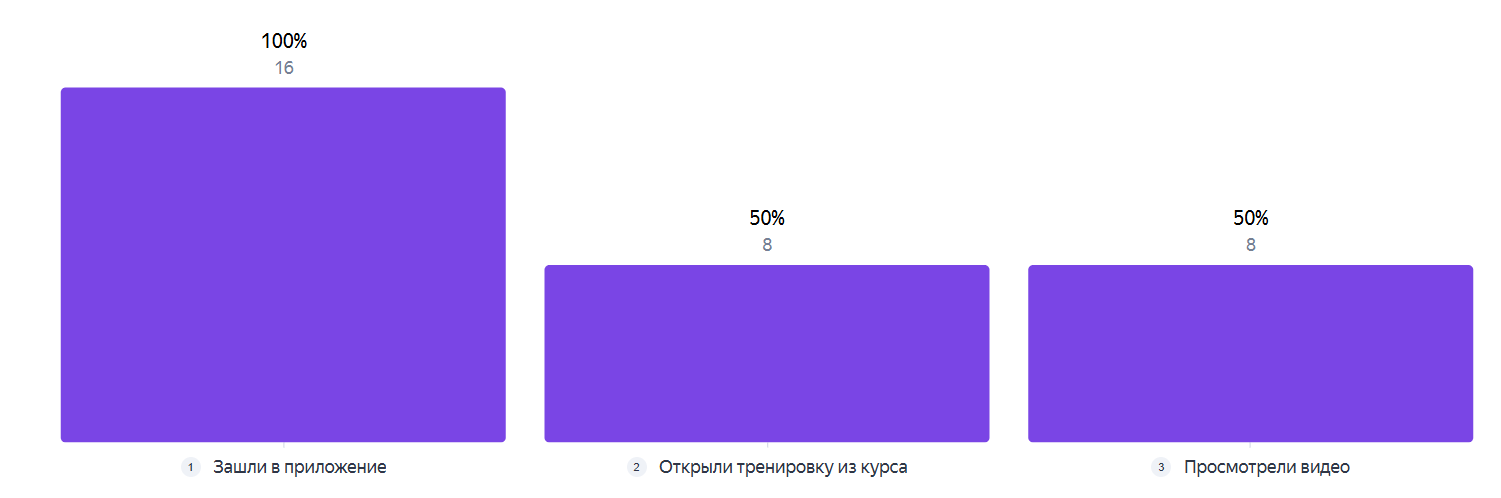 100%
16
50%
8
50%
8
1 Зашли в приложение
2 Открыли тренировку из курса
3 Просмотрели видео